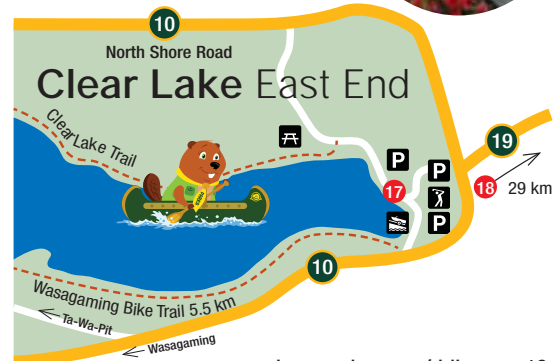 10
North Shore Road
Clear Lake East End
Clear Lake Trail
P
19
17
P
18 29 km
P
10
Wasagaming Bike Trail 5.5 km
Ta-Wa-Pit
Wasagaming